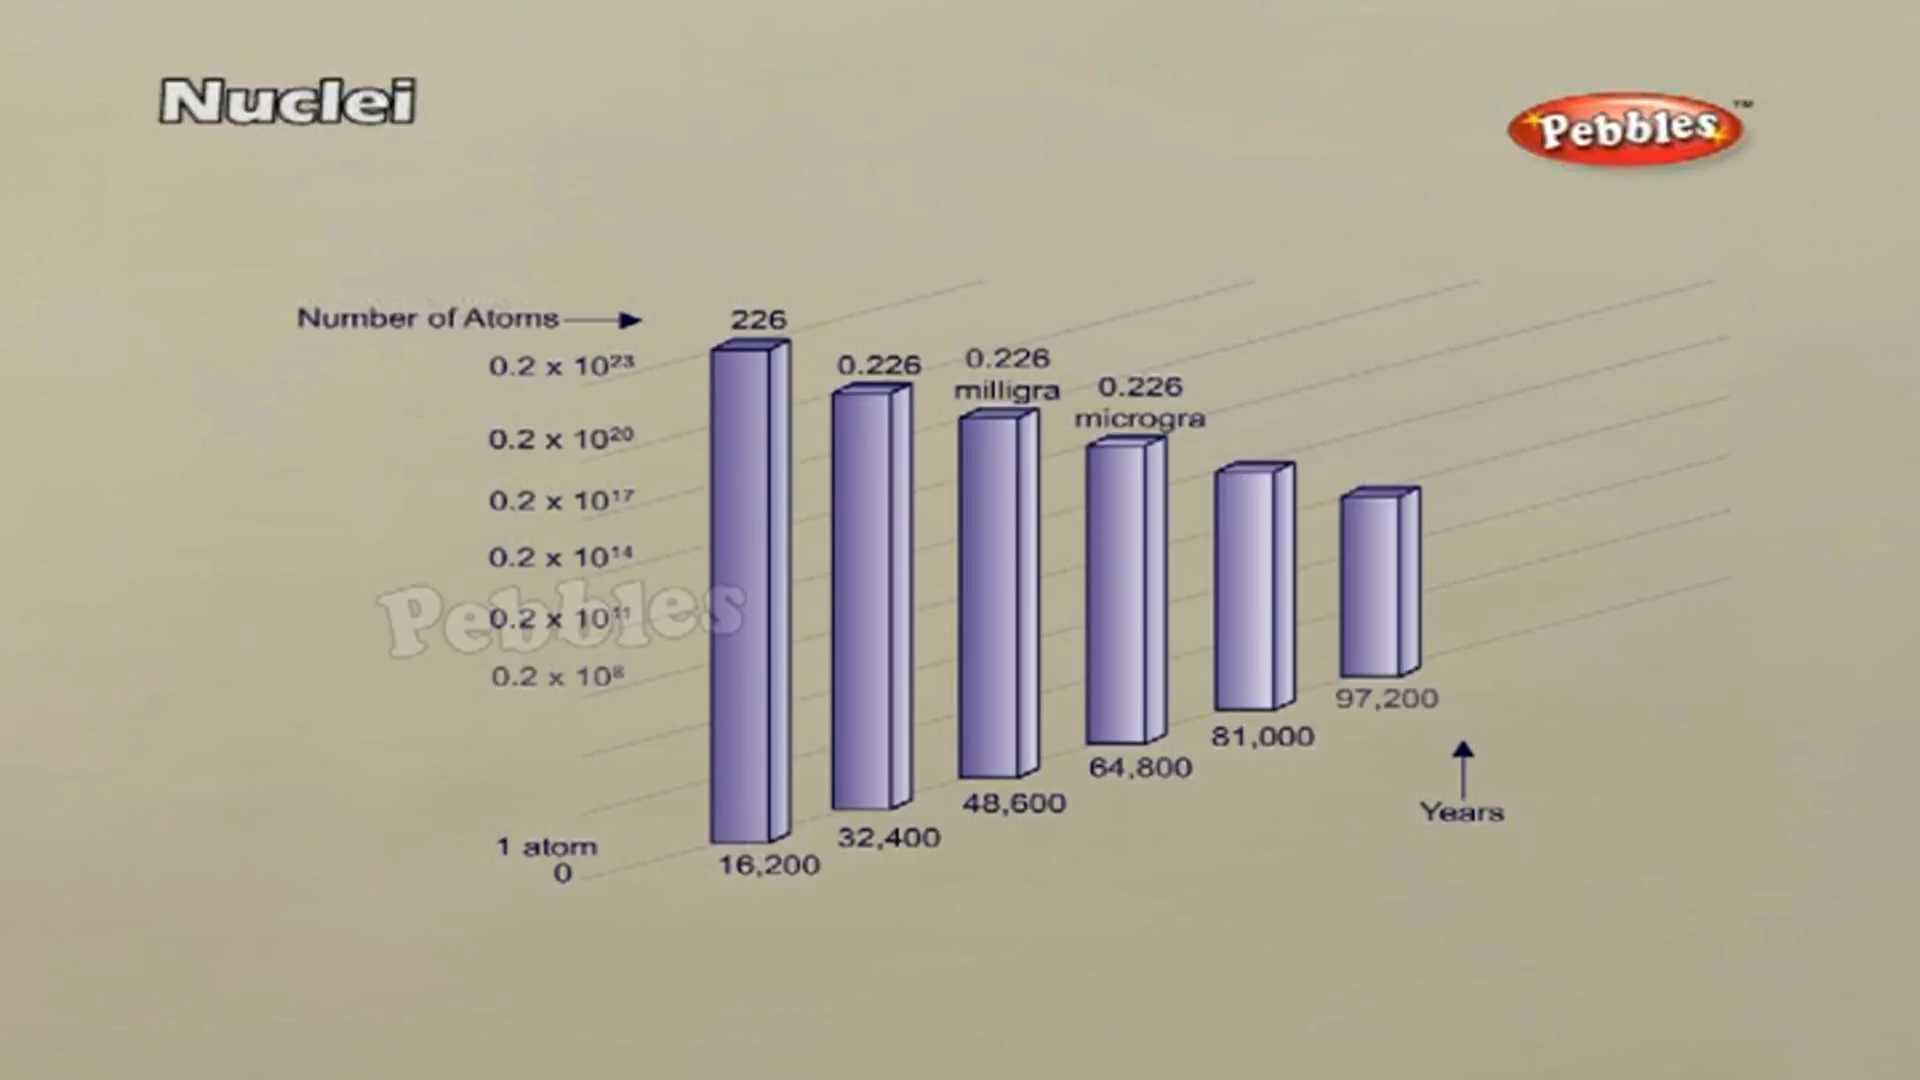 Nuclei
Pebbles™
Number of Atoms
226
0.2 x 10²³
0.226
0.226
milligra
0.226
microgra
0.2 x 10²⁰
0.2 x 10¹⁷
0.2 x 10¹⁴
0.2 x 10¹¹
Pebbles
0.2 x 10⁸
97,200
81,000
64,800
48,600
32,400
16,200
Years
1 atom
0